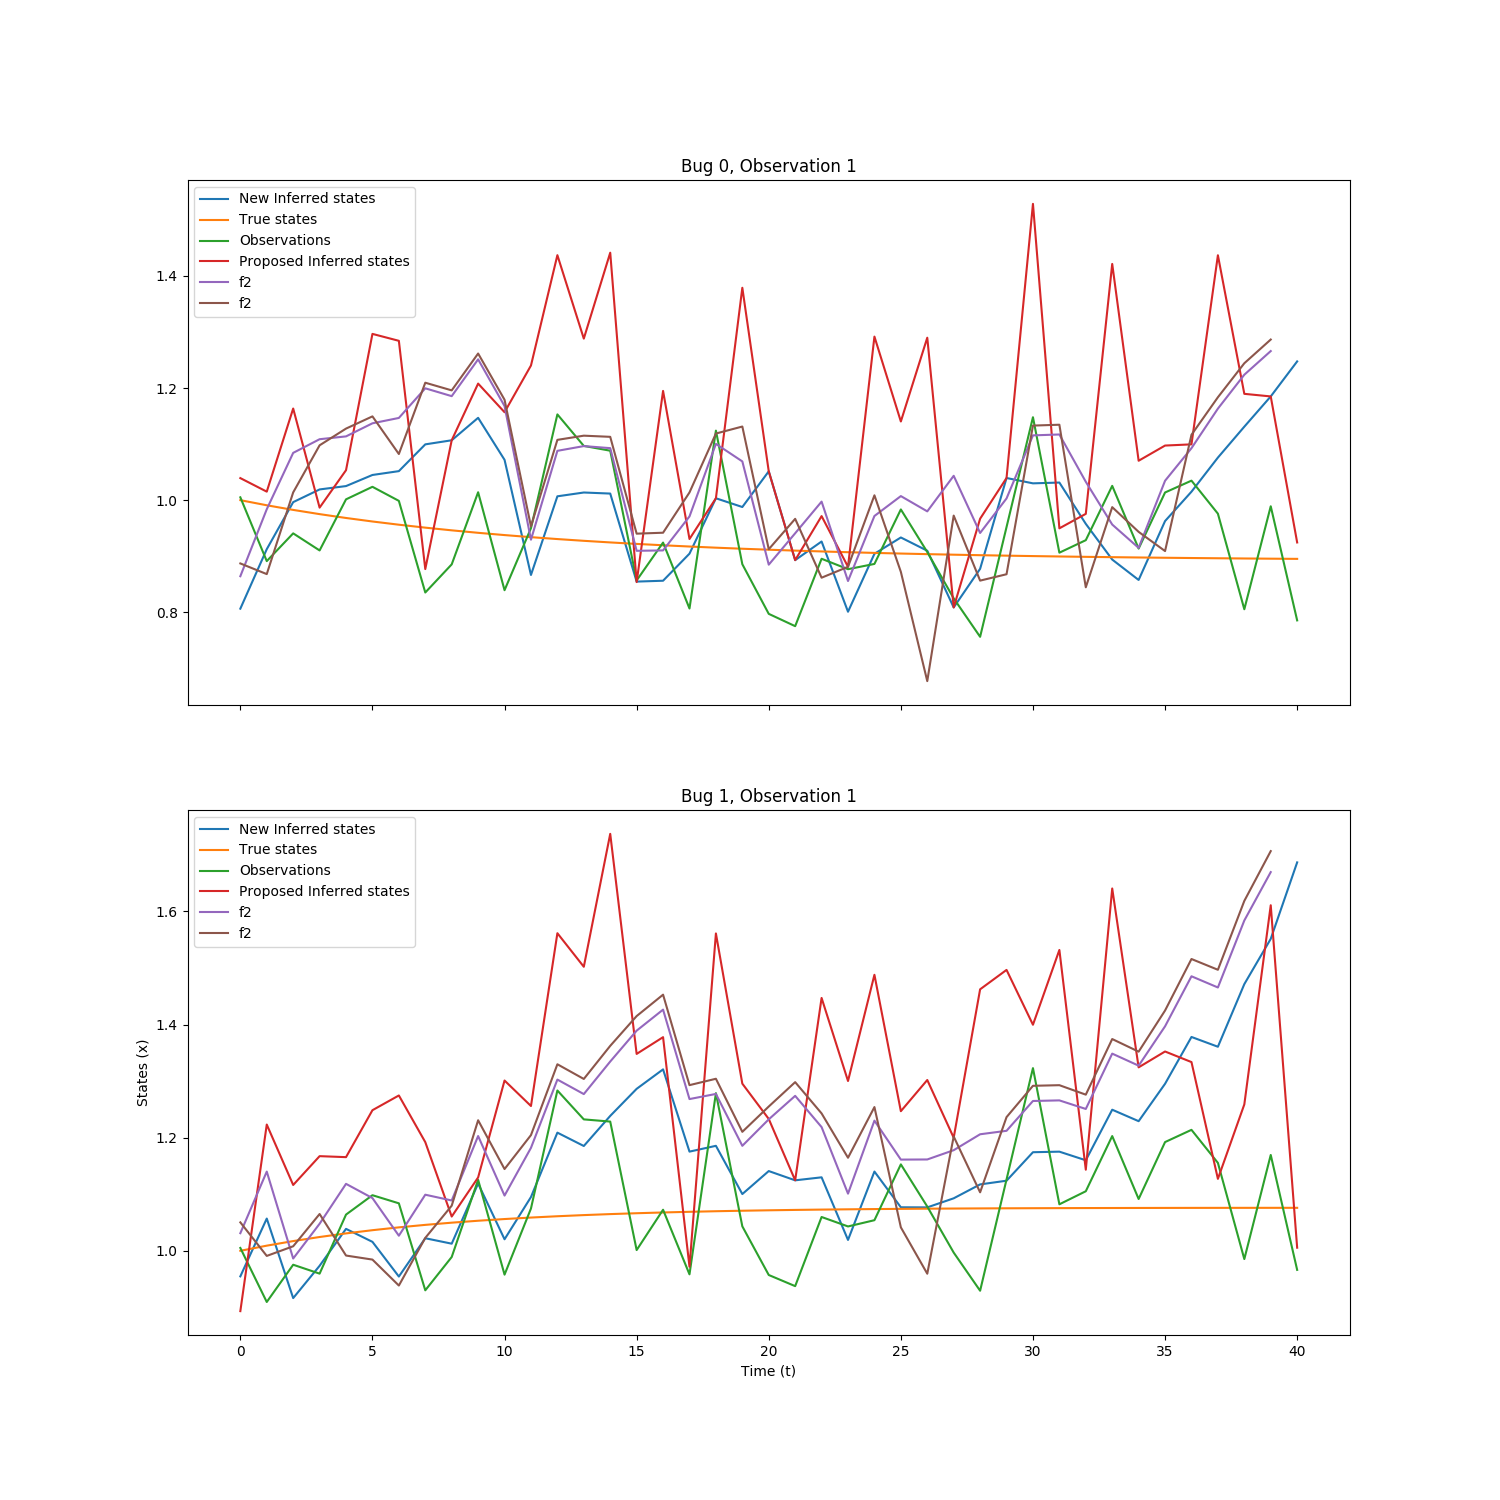 Bug 0, Observation 1
New Inferred states
True states
Observations
Proposed Inferred states
f2
f2
1.4
1.2
1.0
0.8
Bug 1, Observation 1
New Inferred states
True states
Observations
Proposed Inferred states
f2
f2
1.6
1.4
1.2
1.0
States (x)
0 5 10 15 20 25 30 35 40
Time (t)